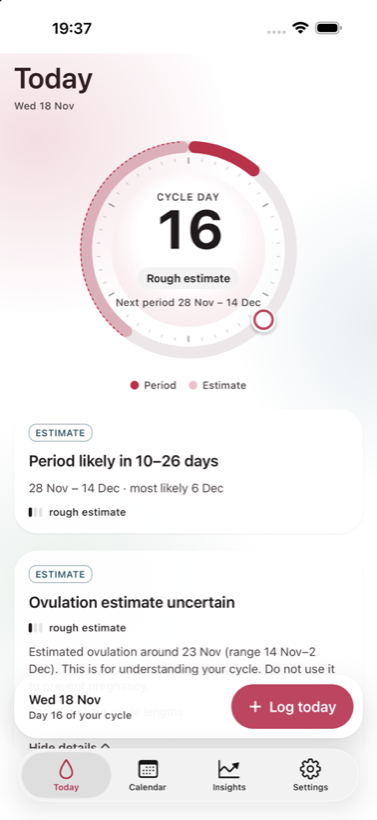 19:37
Today
Wed 18 Nov
CYCLE DAY
16
Rough estimate
Next period 28 Nov – 14 Dec
Period
Estimate
ESTIMATE
Period likely in 10–26 days
28 Nov – 14 Dec · most likely 6 Dec
rough estimate
ESTIMATE
Ovulation estimate uncertain
rough estimate
Estimated ovulation around 23 Nov (range 14 Nov–2
Dec). This is for understanding your cycle. Do not use it
to prevent pregnancy.
lengths
Wed 18 Nov
Day 16 of your cycle
+ Log today
Hide details
Today
Calendar
Insights
Settings